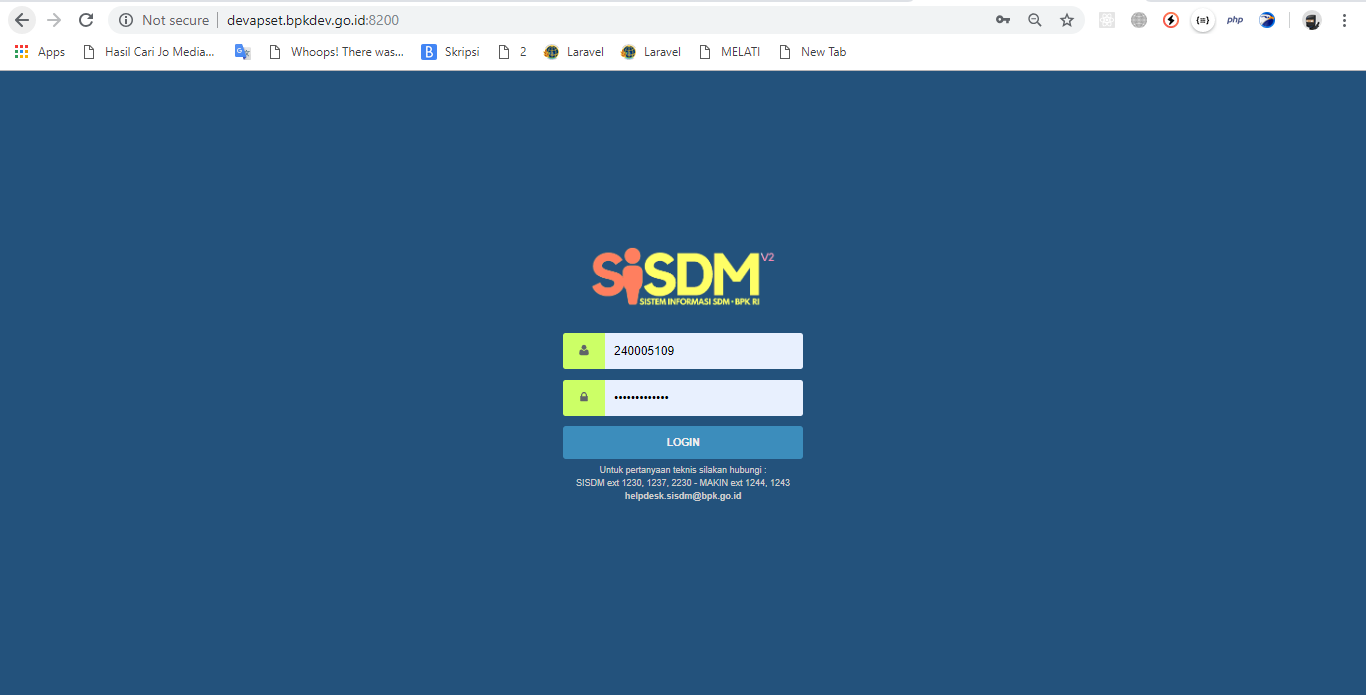 Not secure | devapset.bpkdev.go.id:8200
php
Apps Hasil Cari Jo Media... Whoops! There was... B Skripsi 2 Laravel Laravel MELATI New Tab
SiSDM V2
SISTEM INFORMASI SDM - BPK RI
240005109
•••••••••••••
LOGIN
Untuk pertanyaan teknis silakan hubungi :
SISDM ext 1230, 1237, 2230 - MAKIN ext 1244, 1243
helpdesk.sisdm@bpk.go.id